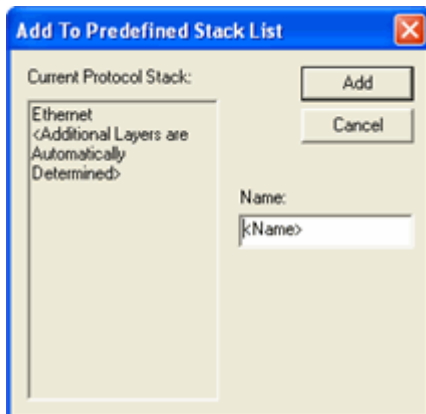 Add To Predefined Stack List
Current Protocol Stack:
Add
Ethernet
<Additional Layers are
Automatically
Determined>
Cancel
Name:
<Name>